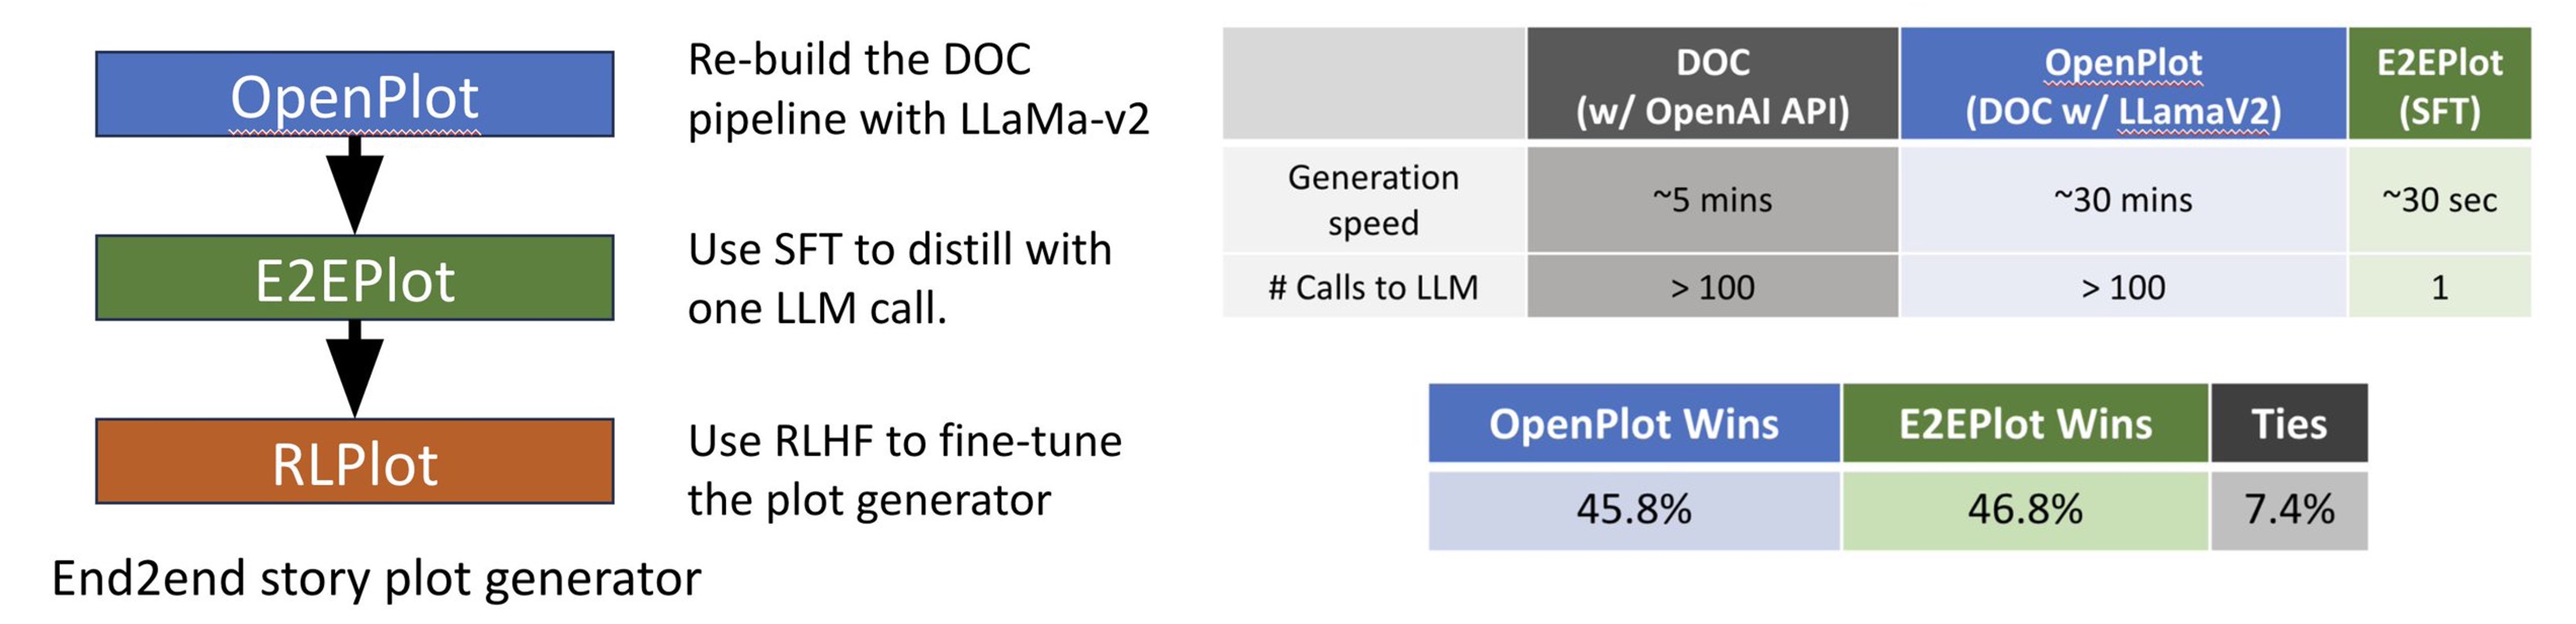 OpenPlot
Re-build the DOC
pipeline with LLaMa-v2
E2EPlot
Use SFT to distill with
one LLM call.
RLPlot
Use RLHF to fine-tune
the plot generator
End2end story plot generator
DOC
(w/ OpenAI API)
OpenPlot
(DOC w/ LLamaV2)
E2EPlot
(SFT)
Generation
speed
~5 mins
~30 mins
~30 sec
# Calls to LLM
> 100
> 100
1
OpenPlot Wins
E2EPlot Wins
Ties
45.8%
46.8%
7.4%